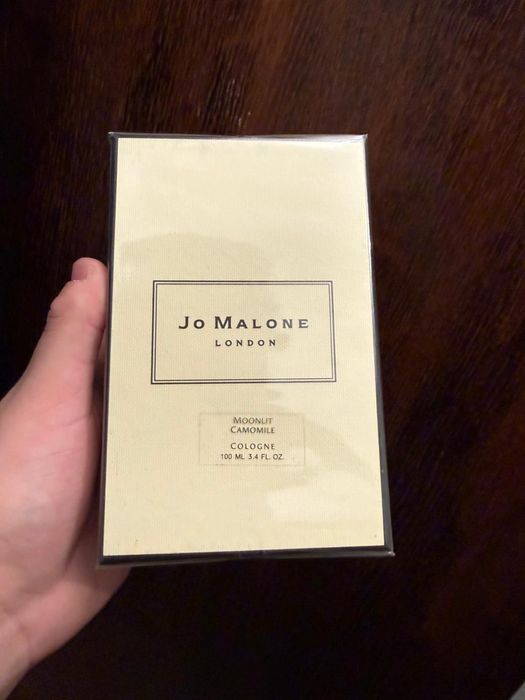 Jo Malone
LONDON
Moonlit
Camomile
Cologne
100 ML 3.4 FL. OZ.